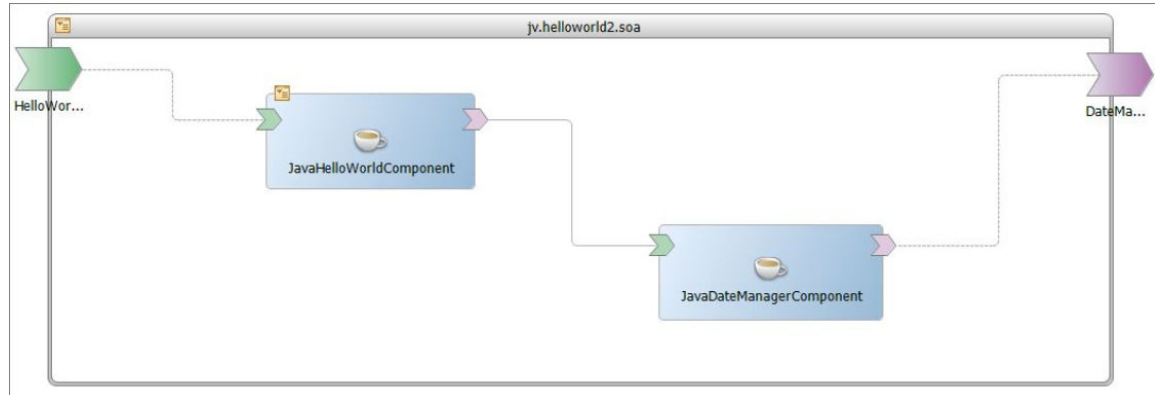 jv.helloworld2.soa
HelloWor...
DateMa...
JavaHelloWorldComponent
JavaDateManagerComponent